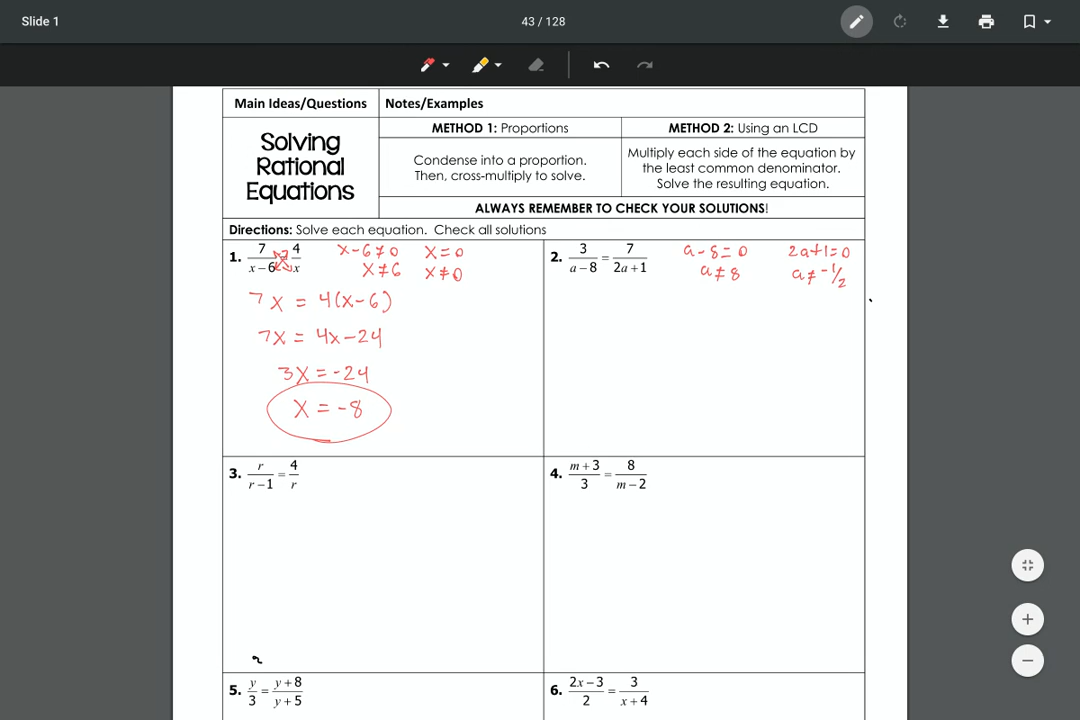 Slide 1
43 / 128
Main Ideas/Questions
Notes/Examples
Solving
Rational
Equations
METHOD 1: Proportions
METHOD 2: Using an LCD
Condense into a proportion.
Then, cross-multiply to solve.
Multiply each side of the equation by
the least common denominator.
Solve the resulting equation.
ALWAYS REMEMBER TO CHECK YOUR SOLUTIONS!
Directions: Solve each equation. Check all solutions
1. 7/(x − 6) = 4/x
x − 6 ≠ 0 x = 0
x ≠ 6 x ≠ 0
7x = 4(x − 6)
7x = 4x − 24
3x = −24
x = −8
2. 3/(a − 8) = 7/(2a + 1)
a − 8 = 0 2a + 1 = 0
a ≠ 8 a ≠ −1/2
3. r/(r − 1) = 4/r
4. (m + 3)/3 = 8/(m − 2)
5. y/3 = (y + 8)/(y + 5)
6. (2x − 3)/2 = 3/(x + 4)